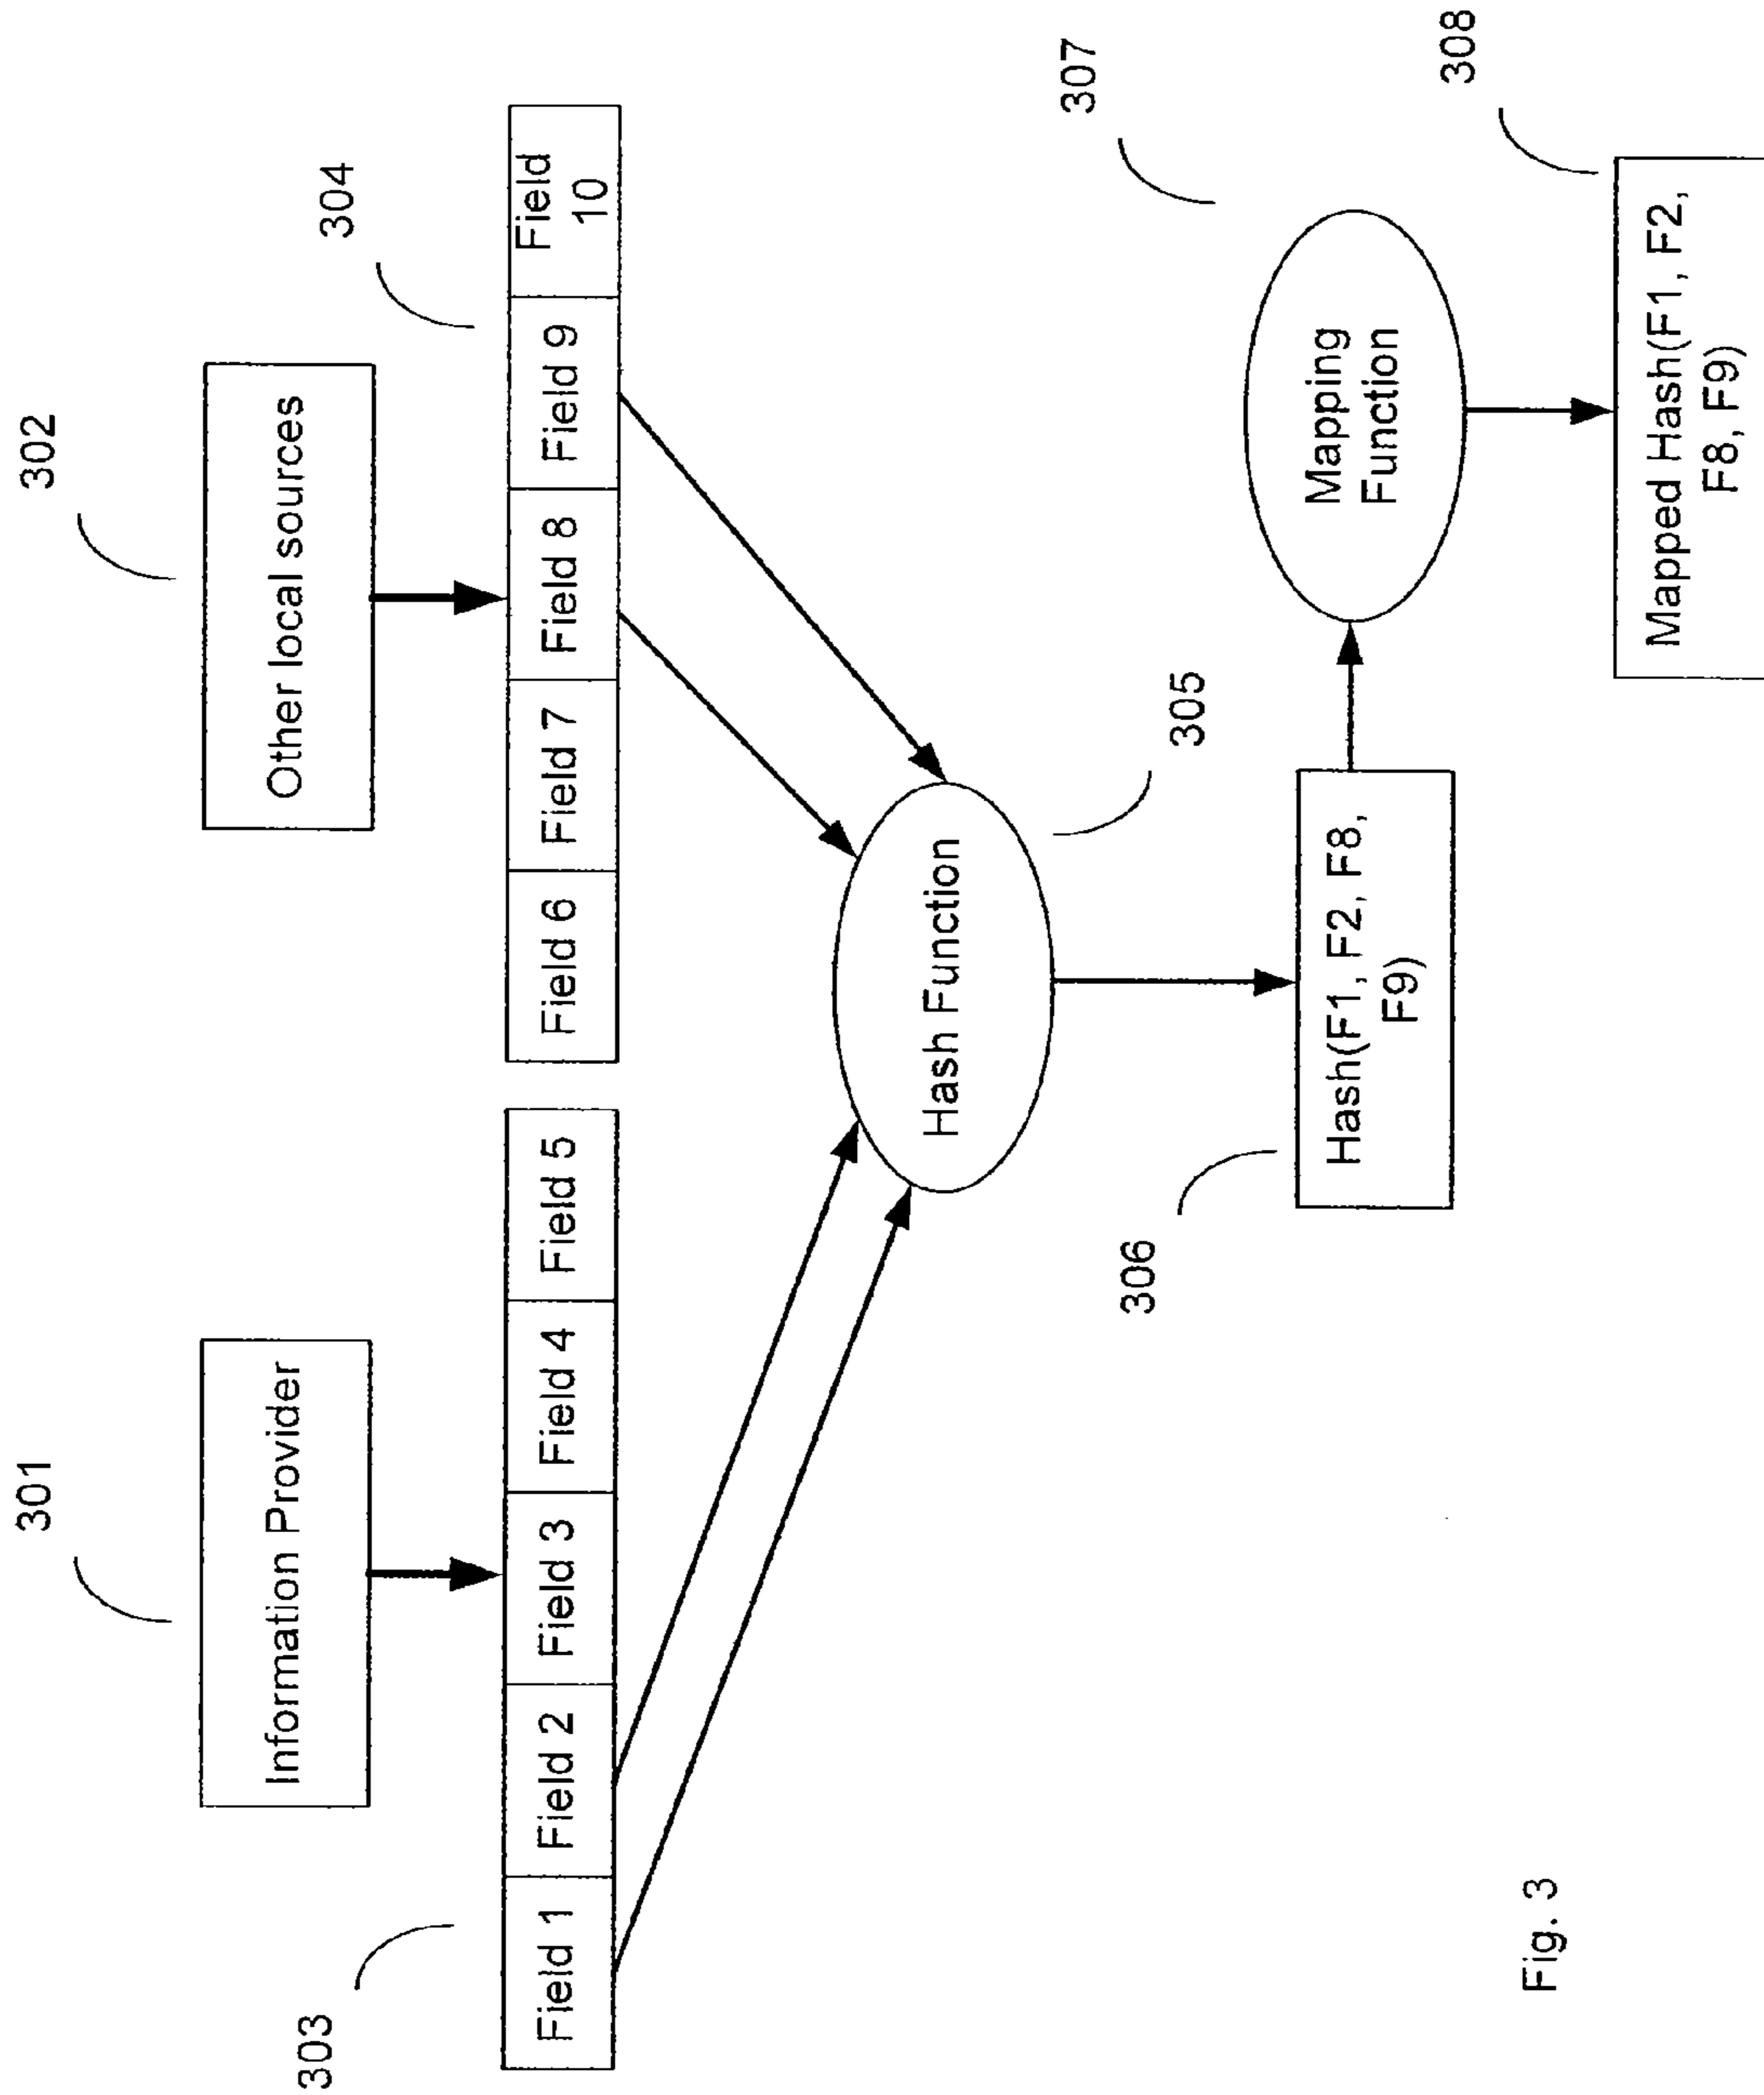 301
302
Information Provider
Other local sources
303
304
Field 1
Field 2
Field 3
Field 4
Field 5
Field 6
Field 7
Field 8
Field 9
Field
10
Hash Function
305
306
Hash(F1, F2, F8,
F9)
307
Mapping
Function
308
Mapped Hash(F1, F2,
F8, F9)
Fig. 3